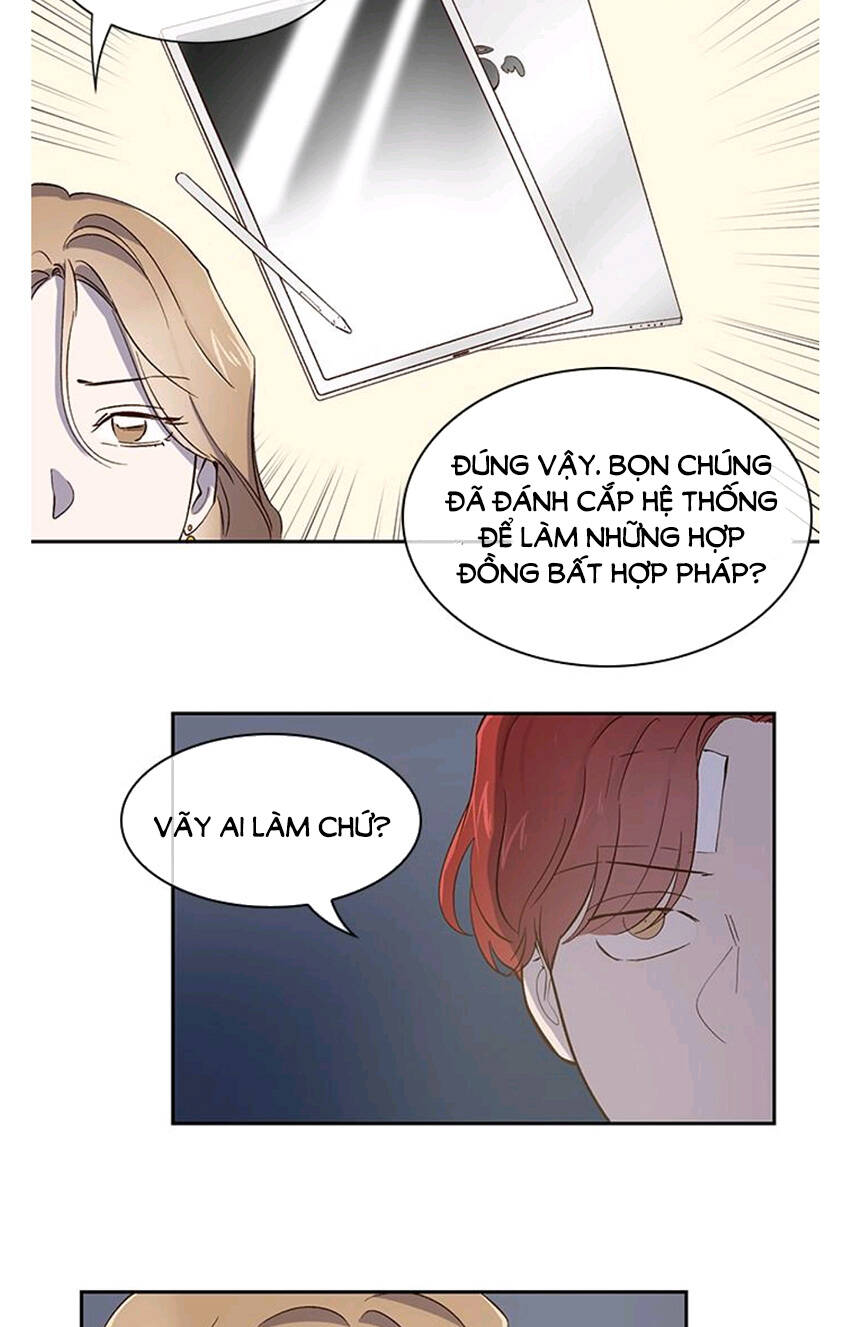 ĐÚNG VẬY. BỌN CHÚNG
ĐÃ ĐÁNH CẮP HỆ THỐNG
ĐỂ LÀM NHỮNG HỢP
ĐỒNG BẤT HỢP PHÁP?
VÃY AI LÀM CHỨ?